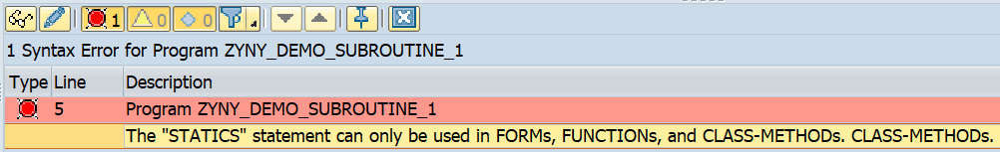 1 0 0
1 Syntax Error for Program ZYNY_DEMO_SUBROUTINE_1
Type Line Description
5 Program ZYNY_DEMO_SUBROUTINE_1
The "STATICS" statement can only be used in FORMs, FUNCTIONs, and CLASS-METHODs. CLASS-METHODs.